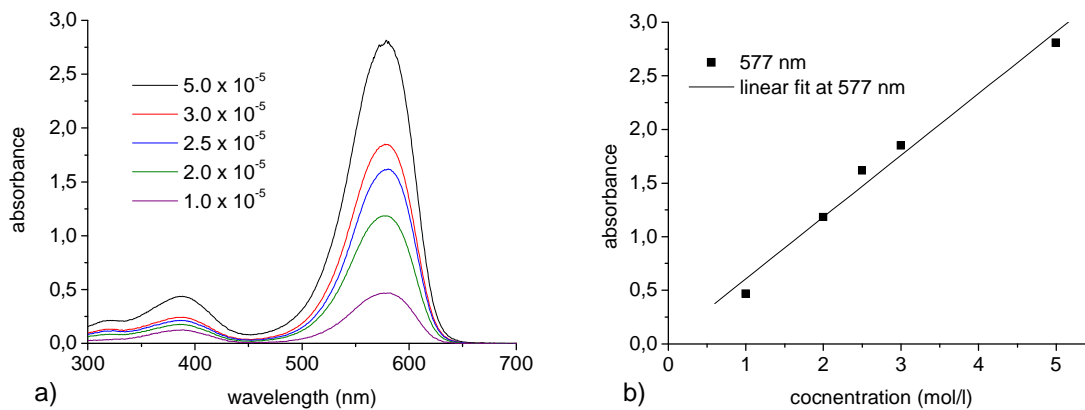 3,0
2,5
2,0
1,5
1,0
0,5
0,0
absorbance
5.0 x 10⁻⁵
3.0 x 10⁻⁵
2.5 x 10⁻⁵
2.0 x 10⁻⁵
1.0 x 10⁻⁵
300 400 500 600 700
wavelength (nm)
a)
3,0
2,5
2,0
1,5
1,0
0,5
0,0
absorbance
577 nm
linear fit at 577 nm
0 1 2 3 4 5
cocnentration (mol/l)
b)